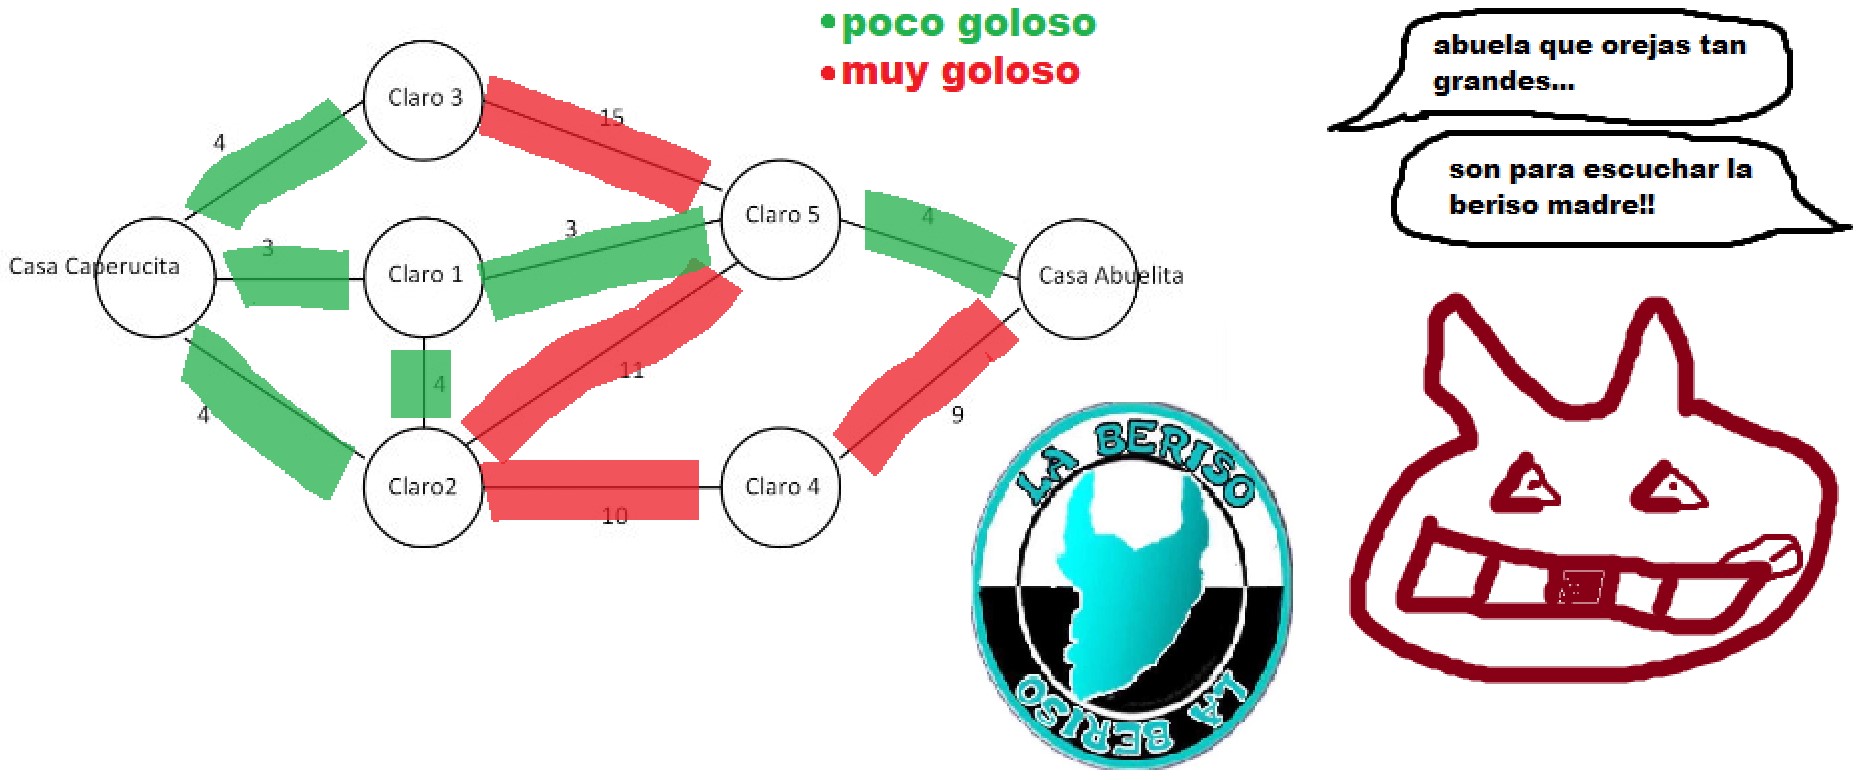 •poco goloso
•muy goloso
abuela que orejas tan
grandes...
son para escuchar la
beriso madre!!
Claro 3
15
4
Claro 5
3
4
3
Casa Caperucita
Claro 1
Casa Abuelita
4
11
4
9
Claro2
Claro 4
10
LA BERISO
LA BERISO